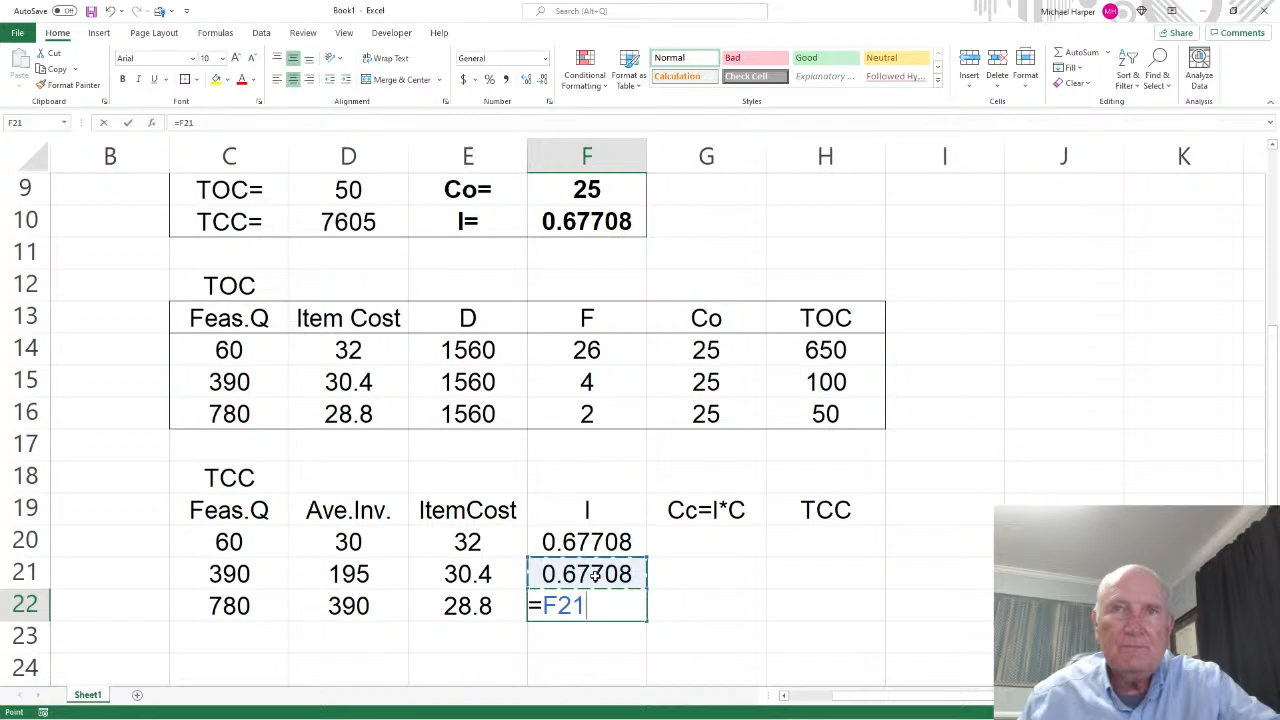 AutoSave Off Book1 - Excel Search (Alt+Q) Michael Harper MH
File Home Insert Page Layout Formulas Data Review View Developer Help Share Comments
Paste Cut Copy Format Painter Clipboard
Arial 10 A A B I U A Font
Wrap Text Merge & Center Alignment
General $ % , Number
Conditional Formatting Format as Table
Normal Bad Good Neutral
Calculation Check Cell Explanatory ... Followed Hy...
Styles
Insert Delete Format Cells
AutoSum Fill Clear Sort & Filter Find & Select Editing
Analyze Data Analysis
F21 fx =F21
B C D E F G H I J K
9 TOC= 50 Co= 25
10 TCC= 7605 I= 0.67708
11
12 TOC
13 Feas.Q Item Cost D F Co TOC
14 60 32 1560 26 25 650
15 390 30.4 1560 4 25 100
16 780 28.8 1560 2 25 50
17
18 TCC
19 Feas.Q Ave.Inv. ItemCost I Cc=I*C TCC
20 60 30 32 0.67708
21 390 195 30.4 0.67708
22 780 390 28.8 =F21
23
24
Sheet1
Point